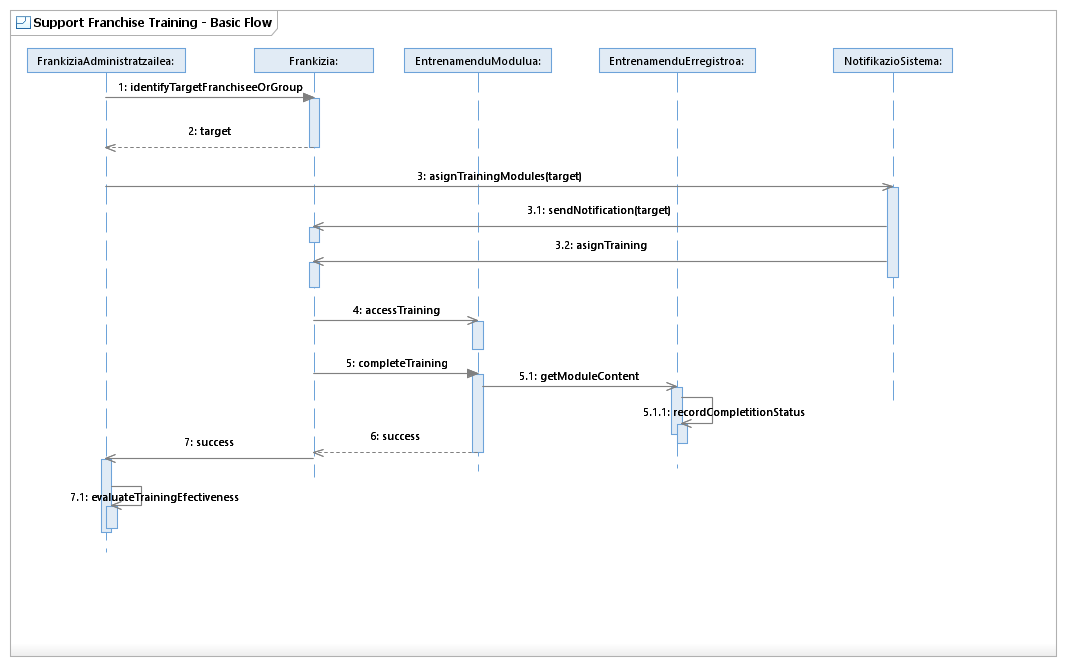 Support Franchise Training - Basic Flow
FrankiziaAdministratzailea:
Frankizia:
EntrenamenduModulua:
EntrenamenduErregistroa:
NotifikazioSistema:
1: identifyTargetFranchiseeOrGroup
2: target
3: asignTrainingModules(target)
3.1: sendNotification(target)
3.2: asignTraining
4: accessTraining
5: completeTraining
5.1: getModuleContent
5.1.1: recordCompletitionStatus
6: success
7: success
7.1: evaluateTrainingEfectiveness